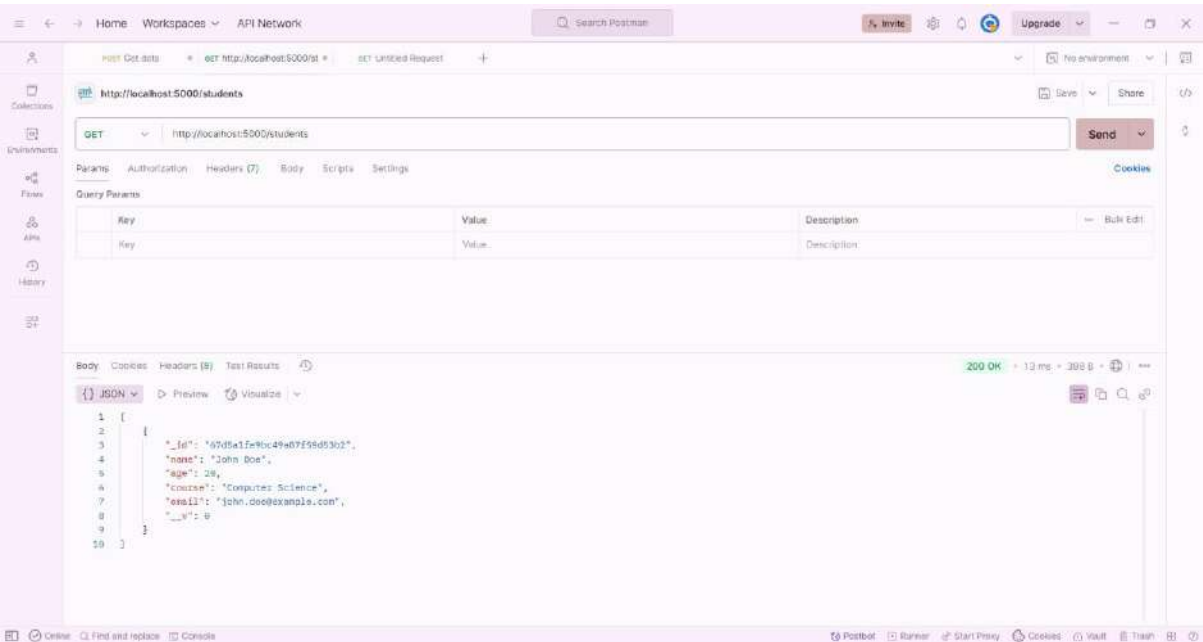 Home Workspaces API Network Search Postman Invite Upgrade
POST Get data GET http://localhost:5000/st GET Untitled Request + No environment
http://localhost:5000/students Save Share
Collections
GET http://localhost:5000/students Send
Environments
Params Authorization Headers (7) Body Scripts Settings Cookies
Flows
Query Params
Key Value Description Bulk Edit
APIs
Key Value Description
History
Body Cookies Headers (8) Test Results 200 OK 13 ms 398 B
{} JSON Preview Visualize
1 [
2 {
3 "_id":
4 "name": "John Doe",
5 "age": 20,
6 "course": "Computer Science",
7 "email": "john.doe@example.com",
8 "__v": 0
9 }
10 ]
Online Find and replace Console Postbot Runner Start Proxy Cookies Vault Trash